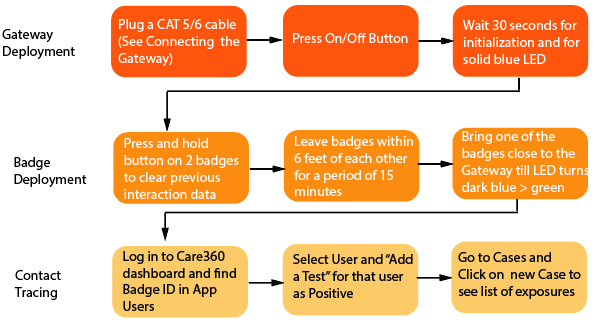 Gateway
Deployment
Plug a CAT 5/6 cable
(See Connecting the
Gateway)
Press On/Off Button
Wait 30 seconds for
initialization and for
solid blue LED
Badge
Deployment
Press and hold
button on 2 badges
to clear previous
interaction data
Leave badges within
6 feet of each other
for a period of 15
minutes
Bring one of the
badges close to the
Gateway till LED turns
dark blue > green
Contact
Tracing
Log in to Care360
dashboard and find
Badge ID in App
Users
Select User and “Add
a Test” for that user
as Positive
Go to Cases and
Click on new Case to
see list of exposures